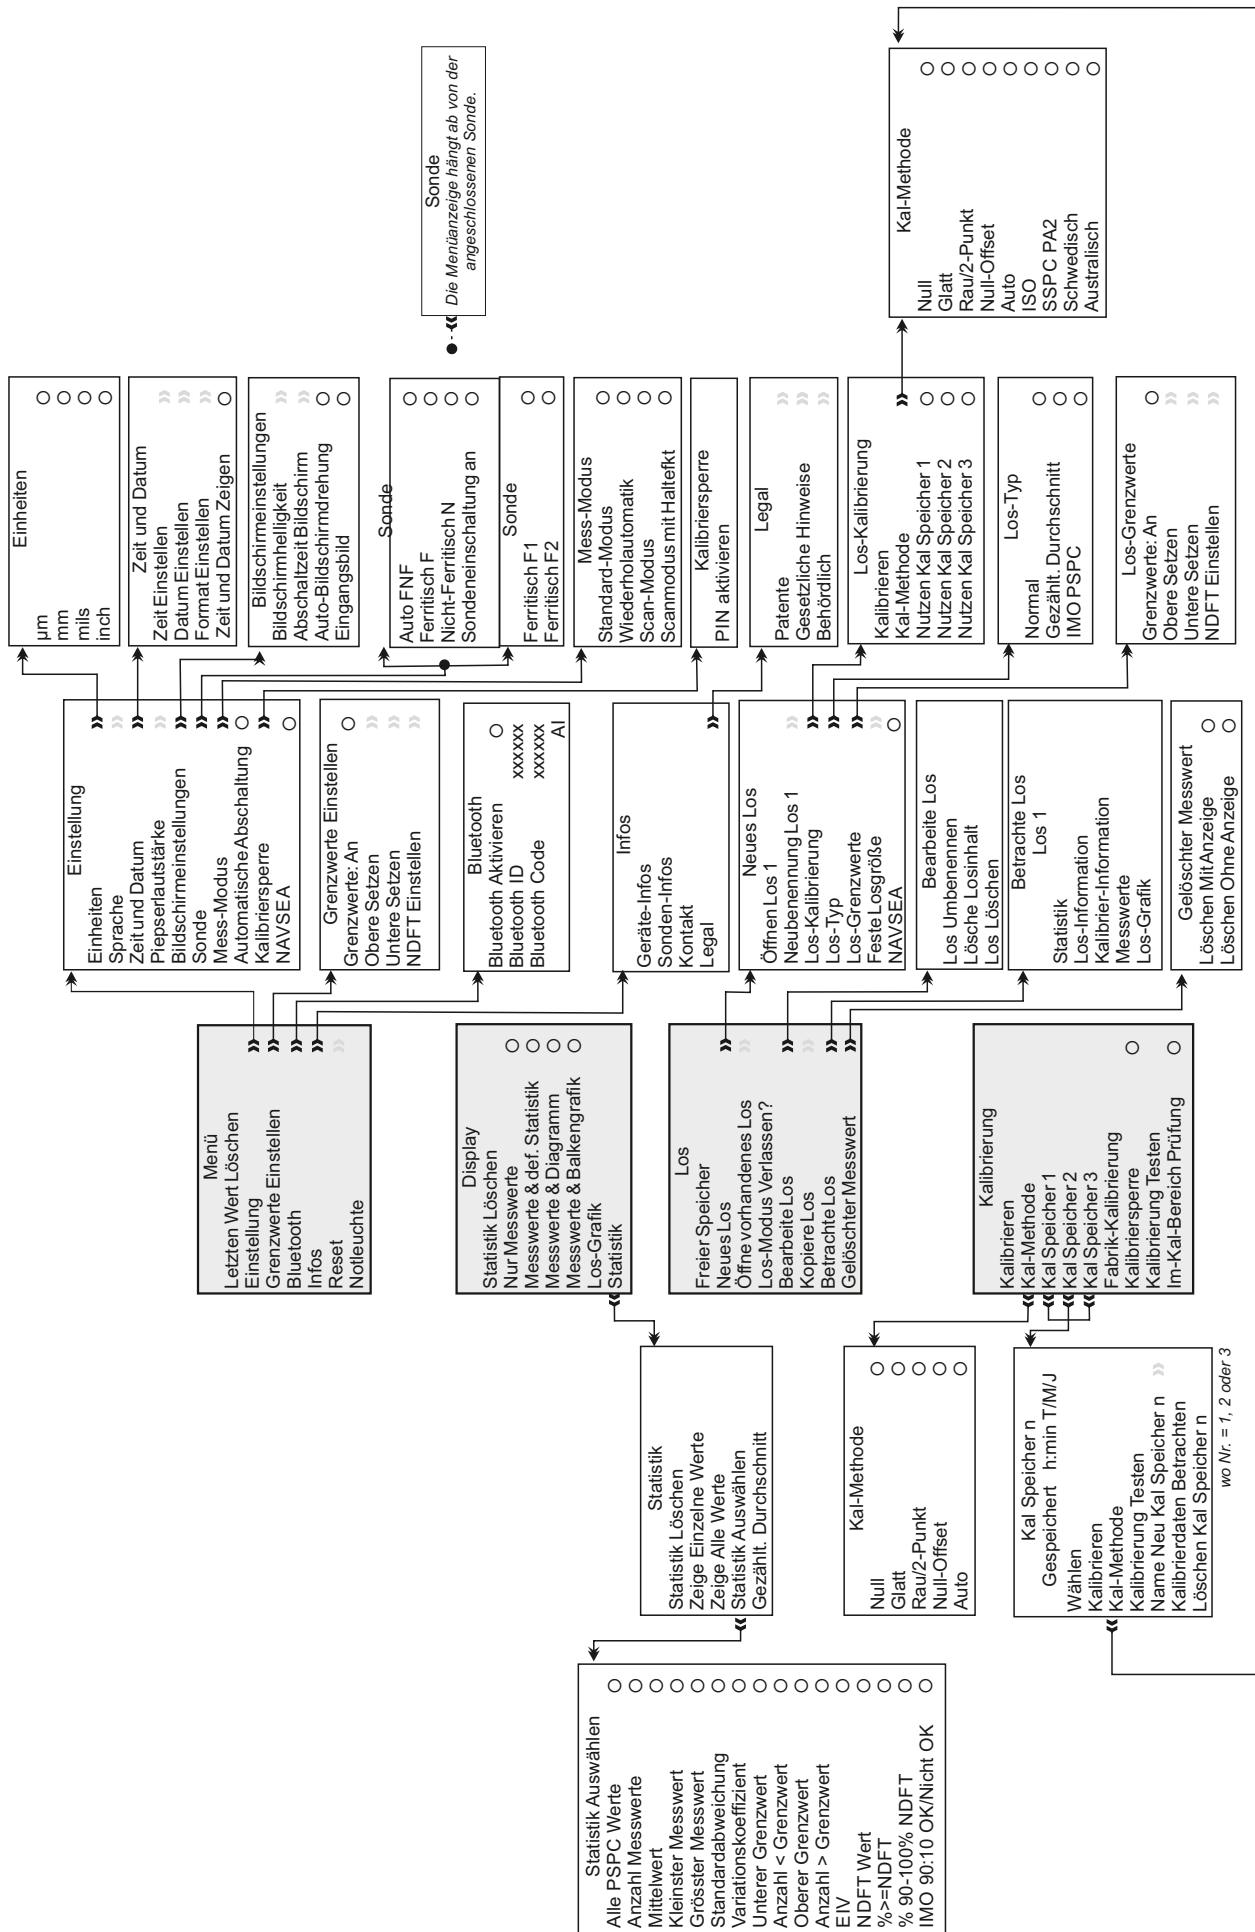 Menü
Letzten Wert Löschen
Einstellung
Grenzwerte Einstellen
Bluetooth
Infos
Reset
Notleuchte
Einstellung
Einheiten
Sprache
Zeit und Datum
Piepserlautstärke
Bildschirmeinstellungen
Sonde
Mess-Modus
Automatische Abschaltung
Kalibriersperre
NAVSEA
Einheiten
µm
mm
mils
inch
Zeit und Datum
Zeit Einstellen
Datum Einstellen
Format Einstellen
Zeit und Datum Zeigen
Bildschirmeinstellungen
Bildschirmhelligkeit
Abschaltzeit Bildschirm
Auto-Bildschirmdrehung
Eingangsbild
Sonde
Auto FNF
Ferritisch F
Nicht-Ferritisch N
Sondeneinschaltung an
Sonde
Ferritisch F1
Ferritisch F2
Sonde
Die Menüanzeige hängt ab von der
angeschlossenen Sonde.
Mess-Modus
Standard-Modus
Wiederholautomatik
Scan-Modus
Scanmodus mit Haltefkt
Kalibriersperre
PIN aktivieren
Grenzwerte Einstellen
Grenzwerte: An
Obere Setzen
Untere Setzen
NDFT Einstellen
Bluetooth
Bluetooth Aktivieren
Bluetooth ID xxxxxx
Bluetooth Code xxxxxx
AI
Infos
Geräte-Infos
Sonden-Infos
Kontakt
Legal
Legal
Patente
Gesetzliche Hinweise
Behördlich
Display
Statistik Löschen
Nur Messwerte
Messwerte & def. Statistik
Messwerte & Diagramm
Messwerte & Balkengrafik
Los-Grafik
Statistik
Statistik
Statistik Löschen
Zeige Einzelne Werte
Zeige Alle Werte
Statistik Auswählen
Gezählt. Durchschnitt
Statistik Auswählen
Alle PSPC Werte
Anzahl Messwerte
Mittelwert
Kleinster Messwert
Grösster Messwert
Standardabweichung
Variationskoeffizient
Unterer Grenzwert
Anzahl < Grenzwert
Oberer Grenzwert
Anzahl > Grenzwert
EIV
NDFT Wert
%>=NDFT
% 90-100% NDFT
IMO 90:10 OK/Nicht OK
Los
Freier Speicher
Neues Los
Öffne vorhandenes Los
Los-Modus Verlassen?
Bearbeite Los
Kopiere Los
Betrachte Los
Gelöschter Messwert
Neues Los
Öffnen Los 1
Neubenennung Los 1
Los-Kalibrierung
Los-Typ
Los-Grenzwerte
Feste Losgröße
NAVSEA
Los-Kalibrierung
Kalibrieren
Kal-Methode
Nutzen Kal Speicher 1
Nutzen Kal Speicher 2
Nutzen Kal Speicher 3
Kal-Methode
Null
Glatt
Rau/2-Punkt
Null-Offset
Auto
ISO
SSPC PA2
Schwedisch
Australisch
Los-Typ
Normal
Gezählt. Durchschnitt
IMO PSPC
Los-Grenzwerte
Grenzwerte: An
Obere Setzen
Untere Setzen
NDFT Einstellen
Bearbeite Los
Los Umbenennen
Lösche Losinhalt
Los Löschen
Betrachte Los
Los 1
Statistik
Los-Information
Kalibrier-Information
Messwerte
Los-Grafik
Gelöschter Messwert
Löschen Mit Anzeige
Löschen Ohne Anzeige
Kalibrierung
Kalibrieren
Kal-Methode
Kal Speicher 1
Kal Speicher 2
Kal Speicher 3
Fabrik-Kalibrierung
Kalibriersperre
Kalibrierung Testen
Im-Kal-Bereich Prüfung
Kal-Methode
Null
Glatt
Rau/2-Punkt
Null-Offset
Auto
Kal Speicher n
Gespeichert h:min T/M/J
Wählen
Kalibrieren
Kal-Methode
Kalibrierung Testen
Name Neu Kal Speicher n
Kalibrierdaten Betrachten
Löschen Kal Speicher n
wo Nr. = 1, 2 oder 3